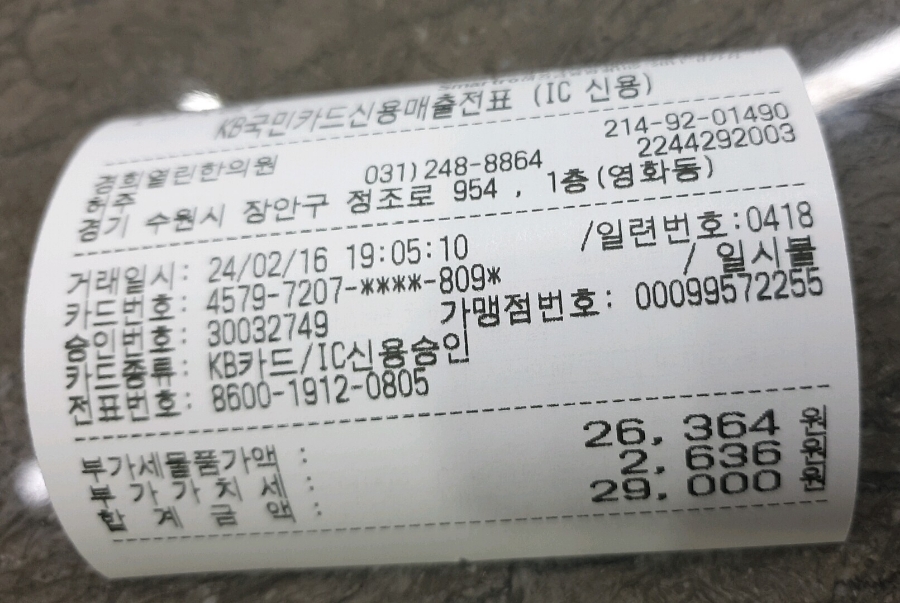 KB국민카드신용매출전표 (IC 신용)
214-92-01490
경희열린한의원 031)248-8864 2244292003
허주
경기 수원시 장안구 정조로 954 , 1층(영화동)
거래일시: 24/02/16 19:05:10 /일련번호:0418
카드번호: 4579-7207-****-809* / 일시불
승인번호: 30032749 가맹점번호: 00099572255
카드종류: KB카드/IC신용승인
전표번호: 8600-1912-0805
부가세물품가액 : 26,364 원
부 가 가 치 세 : 2,636 원
합 계 금 액 : 29,000 원